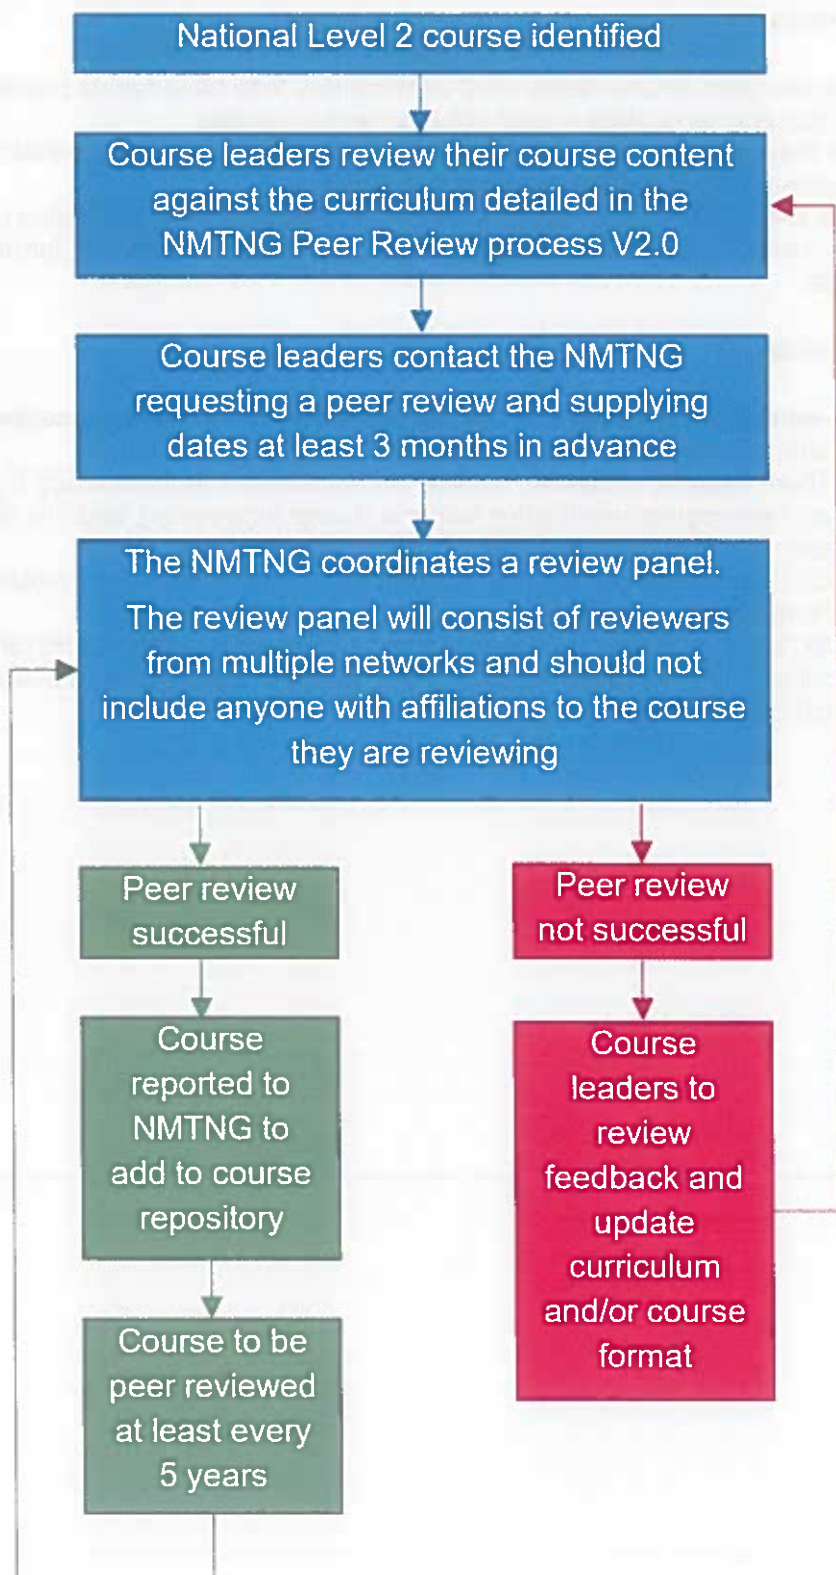 National Level 2 course identified
Course leaders review their course content
against the curriculum detailed in the
NMTNG Peer Review process V2.0
Course leaders contact the NMTNG
requesting a peer review and supplying
dates at least 3 months in advance
The NMTNG coordinates a review panel.
The review panel will consist of reviewers
from multiple networks and should not
include anyone with affiliations to the course
they are reviewing
Peer review
successful
Peer review
not successful
Course
reported to
NMTNG to
add to course
repository
Course
leaders to
review
feedback and
update
curriculum
and/or course
format
Course to be
peer reviewed
at least every
5 years